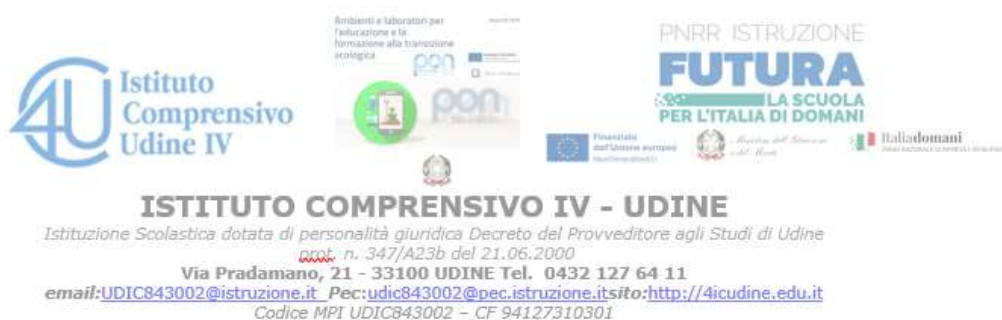 4U
Istituto
Comprensivo
Udine IV
Ambienti e laboratori per
l'educazione e la
formazione alla transizione
ecologica
pon
pon
PNRR ISTRUZIONE
FUTURA
LA SCUOLA
PER L'ITALIA DI DOMANI
Finanziato
dall'Unione europea
NextGenerationEU
Italiadomani
ISTITUTO COMPRENSIVO IV - UDINE
Istituzione Scolastica dotata di personalità giuridica Decreto del Provveditore agli Studi di Udine
prot. n. 347/A23b del 21.06.2000
Via Pradamano, 21 - 33100 UDINE Tel. 0432 127 64 11
email:UDIC843002@istruzione.it Pec:udic843002@pec.istruzione.itsito:http://4icudine.edu.it
Codice MPI UDIC843002 – CF 94127310301